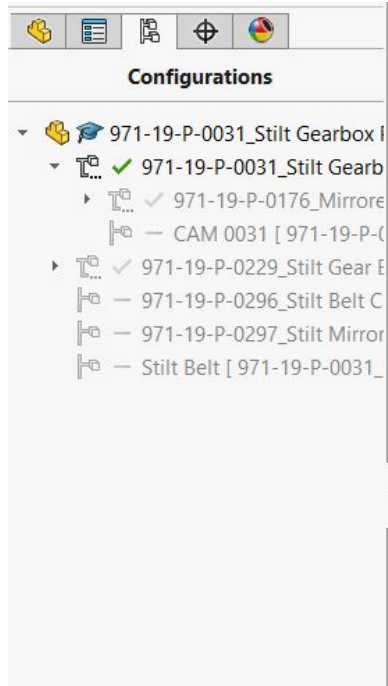 Configurations
971-19-P-0031_Stilt Gearbox
971-19-P-0031_Stilt Gearb
971-19-P-0176_Mirrore
CAM 0031 [ 971-19-P-0
971-19-P-0229_Stilt Gear
971-19-P-0296_Stilt Belt C
971-19-P-0297_Stilt Mirror
Stilt Belt [ 971-19-P-0031_